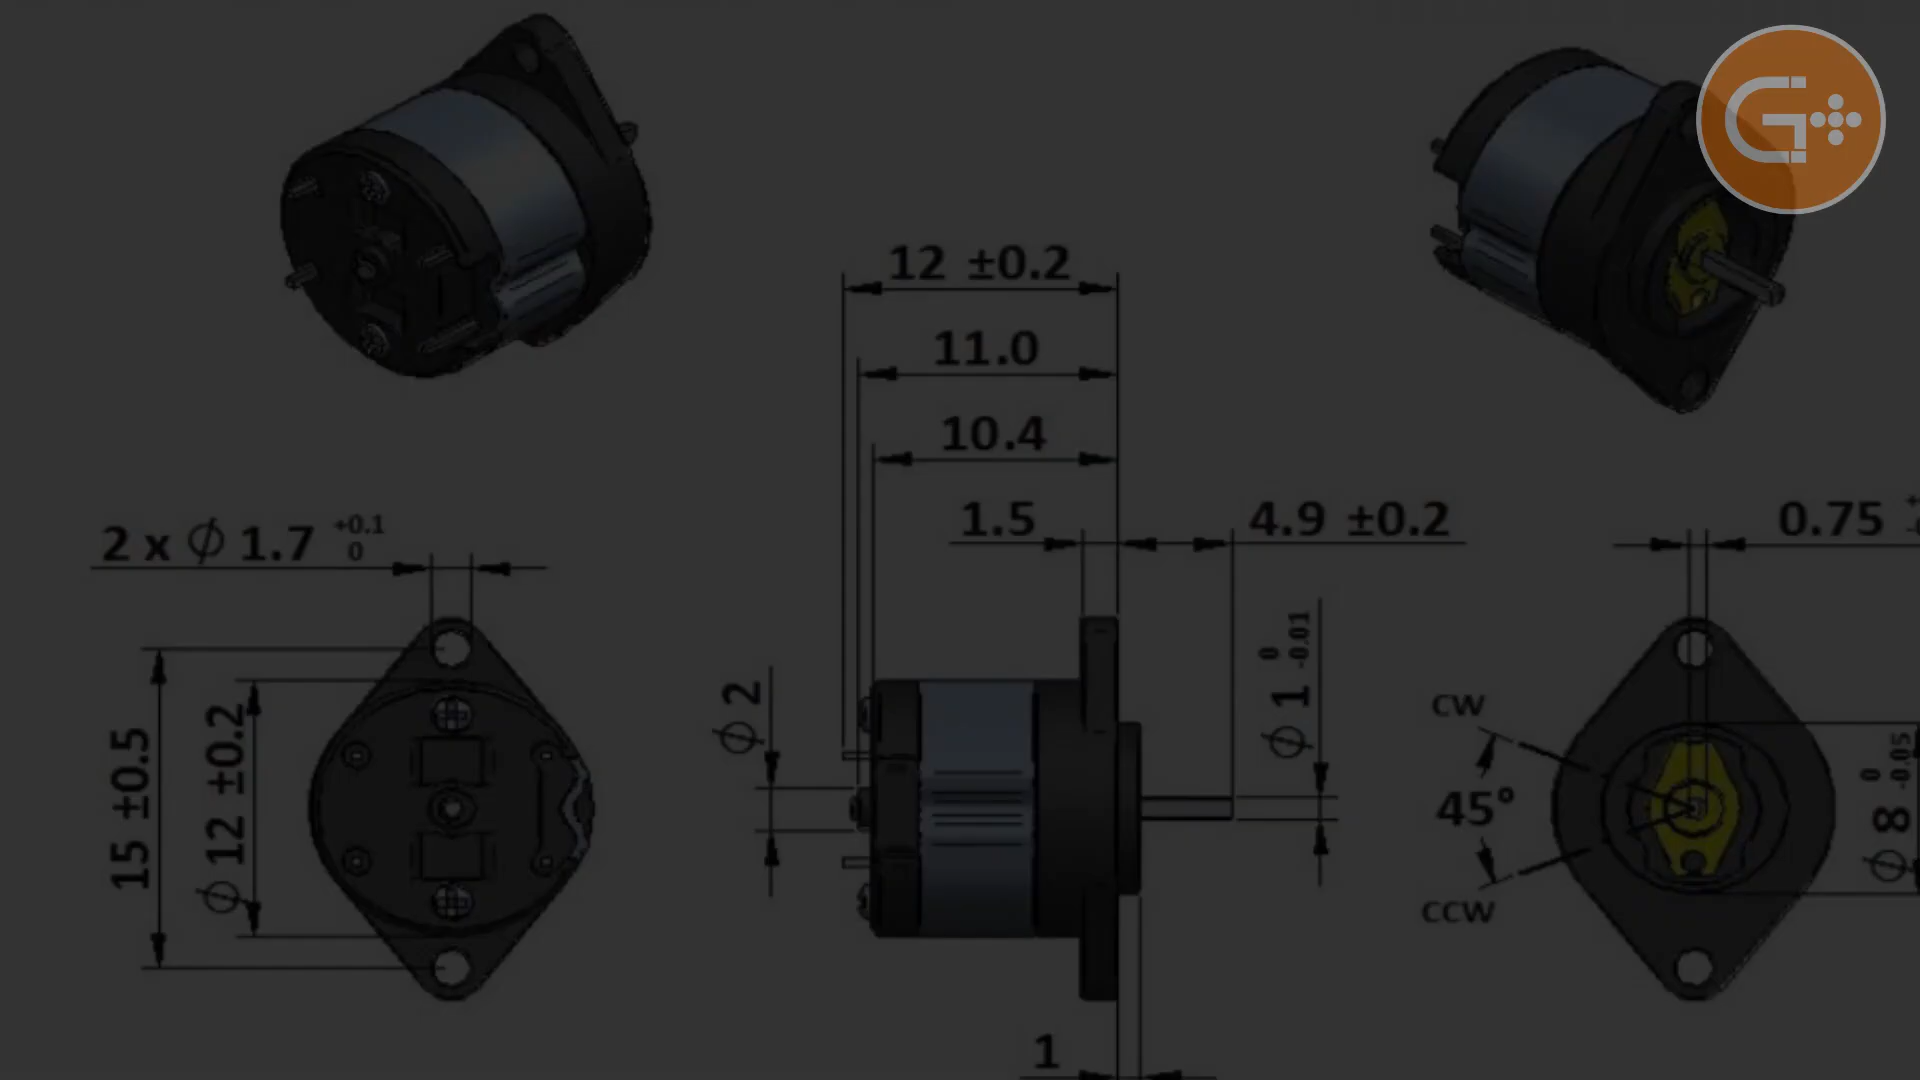 12 ±0.2
11.0
10.4
1.5
4.9 ±0.2
0.75
2 x ∅ 1.7 +0.1 0
15 ±0.5
∅ 12 ±0.2
∅ 2
∅ 1 0 -0.01
CW
45°
CCW
∅ 8 0 -0.05
1
G